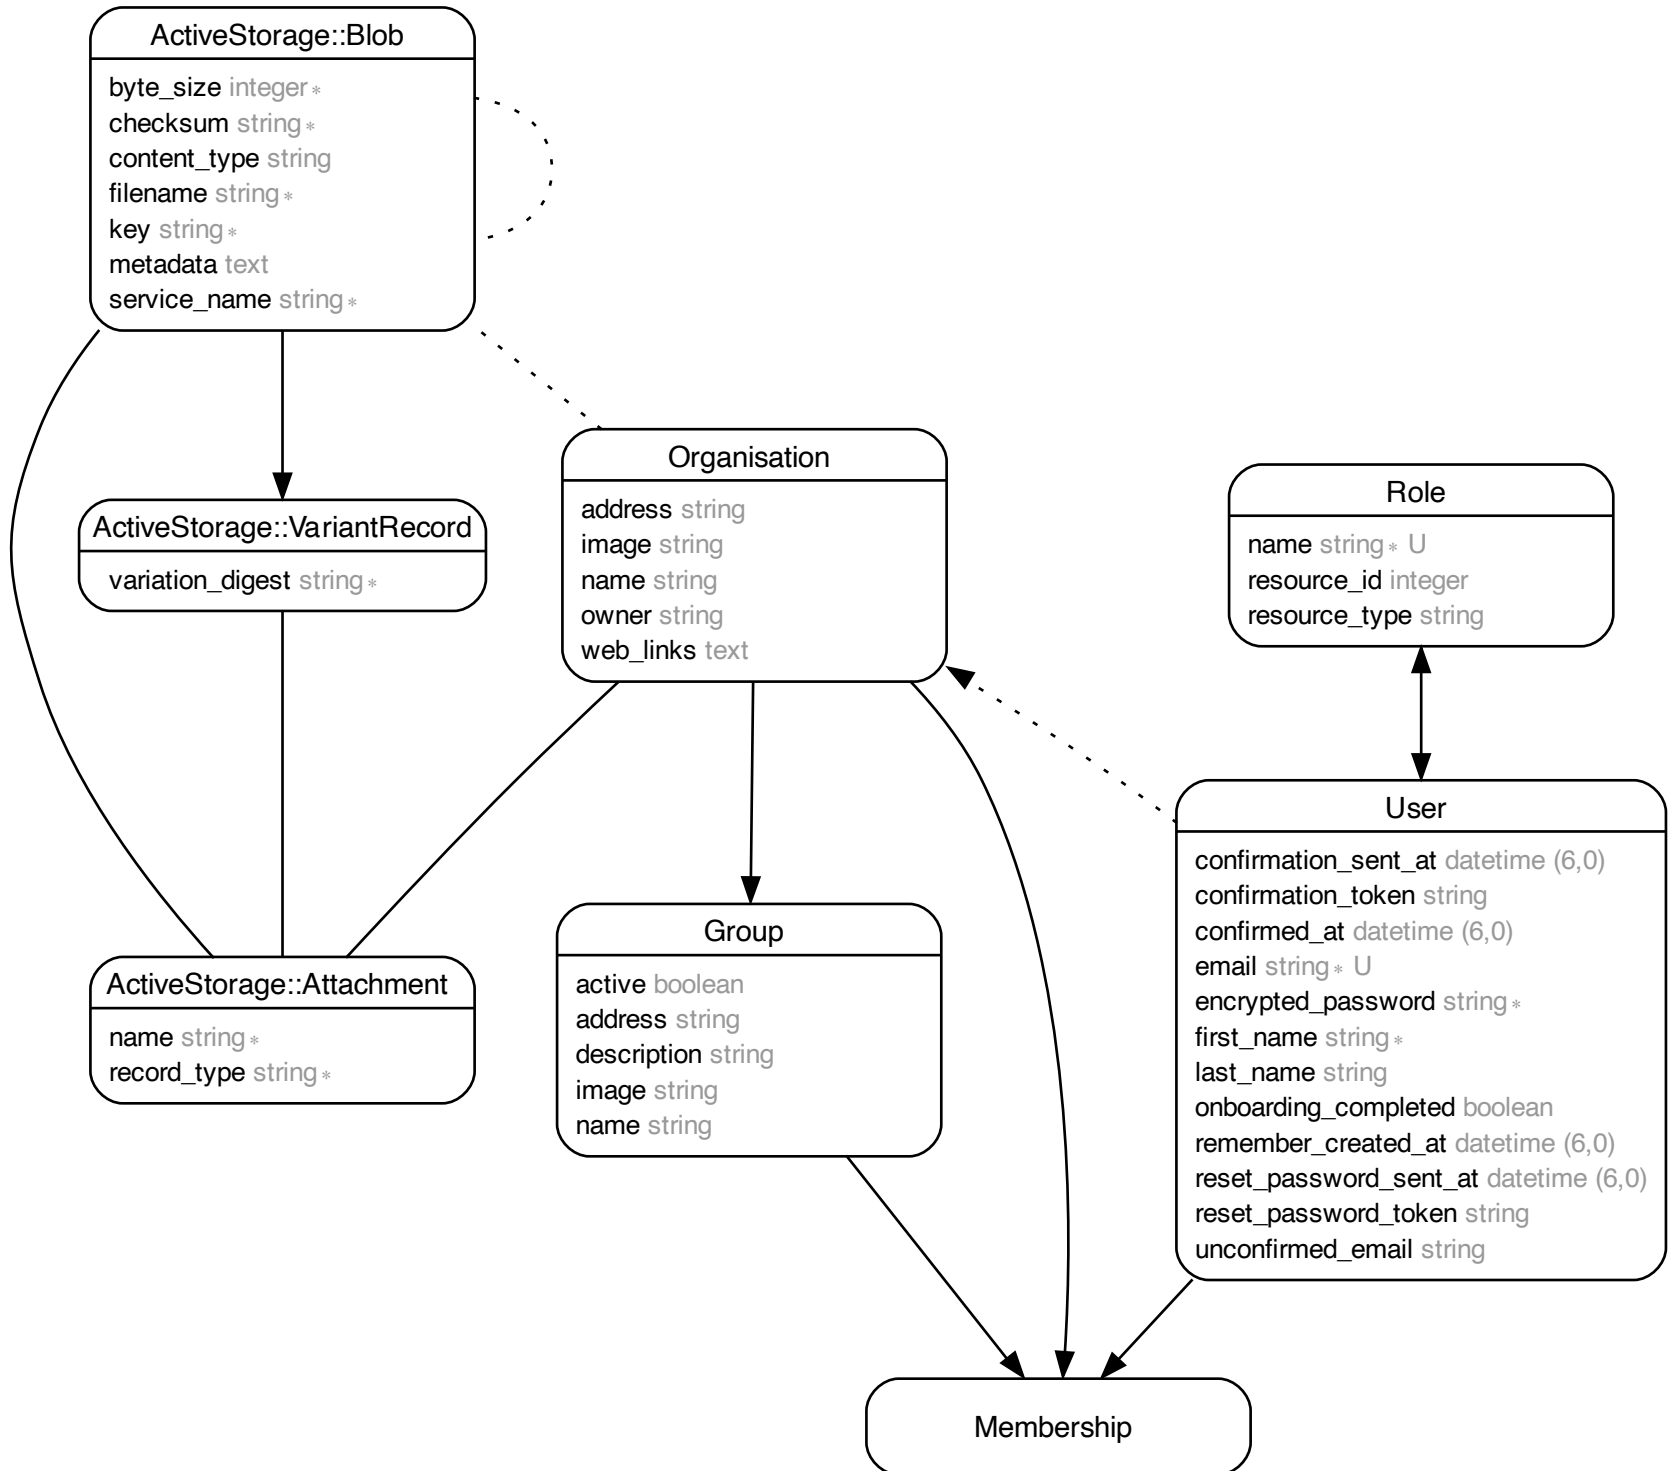 ActiveStorage::Blob
byte_size integer ∗
checksum string ∗
content_type string
filename string ∗
key string ∗
metadata text
service_name string ∗
Organisation
address string
image string
name string
owner string
web_links text
Role
name string ∗ U
resource_id integer
resource_type string
ActiveStorage::VariantRecord
variation_digest string ∗
User
confirmation_sent_at datetime (6,0)
confirmation_token string
confirmed_at datetime (6,0)
email string ∗ U
encrypted_password string ∗
first_name string ∗
last_name string
onboarding_completed boolean
remember_created_at datetime (6,0)
reset_password_sent_at datetime (6,0)
reset_password_token string
unconfirmed_email string
Group
active boolean
address string
description string
image string
name string
ActiveStorage::Attachment
name string ∗
record_type string ∗
Membership